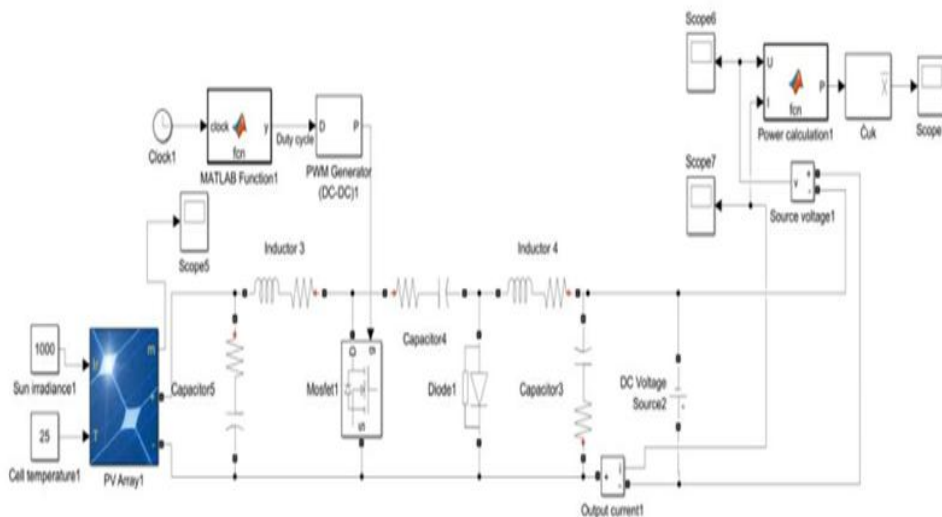 Scope6
U
fcn
P
I
Power calculation1
Ćuk
Scope
Clock1
clock
y
fcn
MATLAB Function1
Duty cycle
D
P
PWM Generator
(DC-DC)1
Scope7
v
+
-
Source voltage1
Scope5
Inductor 3
Inductor 4
1000
Sun irradiance1
25
Cell temperature1
T
m
+
-
PV Array1
Capacitor5
Mosfet1
D
g
S
Capacitor4
Diode1
Capacitor3
DC Voltage
Source2
+
i
-
Output current1